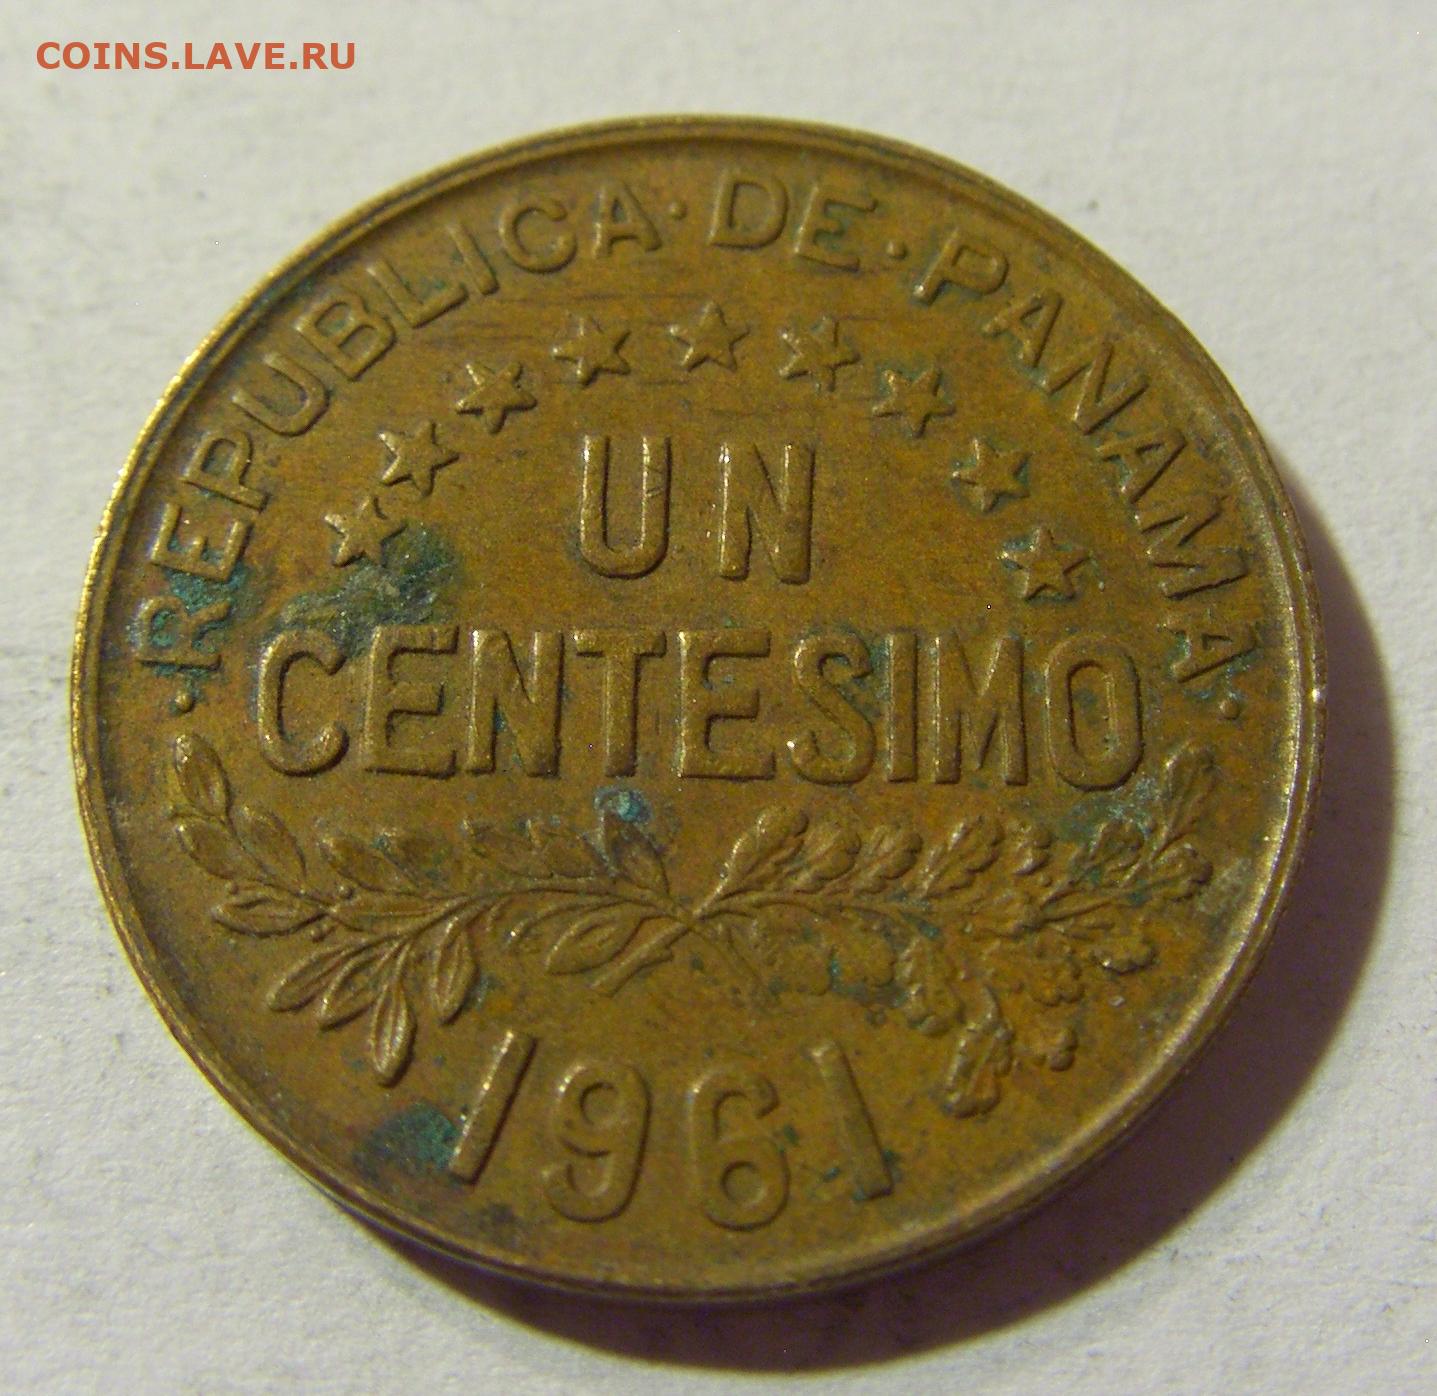 COINS.LAVE.RU
·REPUBLICA·DE·PANAMA·
UN
CENTESIMO
1961